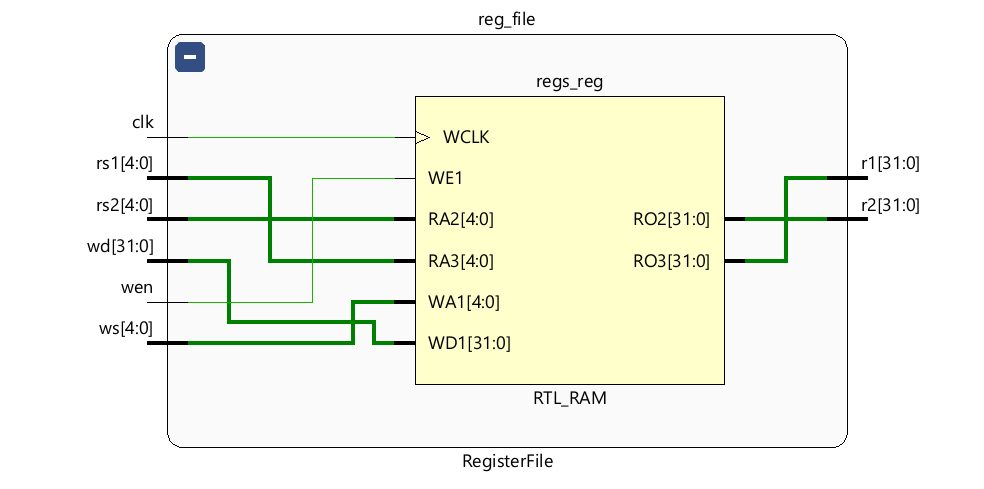 reg_file
regs_reg
clk
WCLK
rs1[4:0]
WE1
r1[31:0]
rs2[4:0]
RA2[4:0]
RO2[31:0]
r2[31:0]
wd[31:0]
RA3[4:0]
RO3[31:0]
wen
WA1[4:0]
ws[4:0]
WD1[31:0]
RTL_RAM
RegisterFile